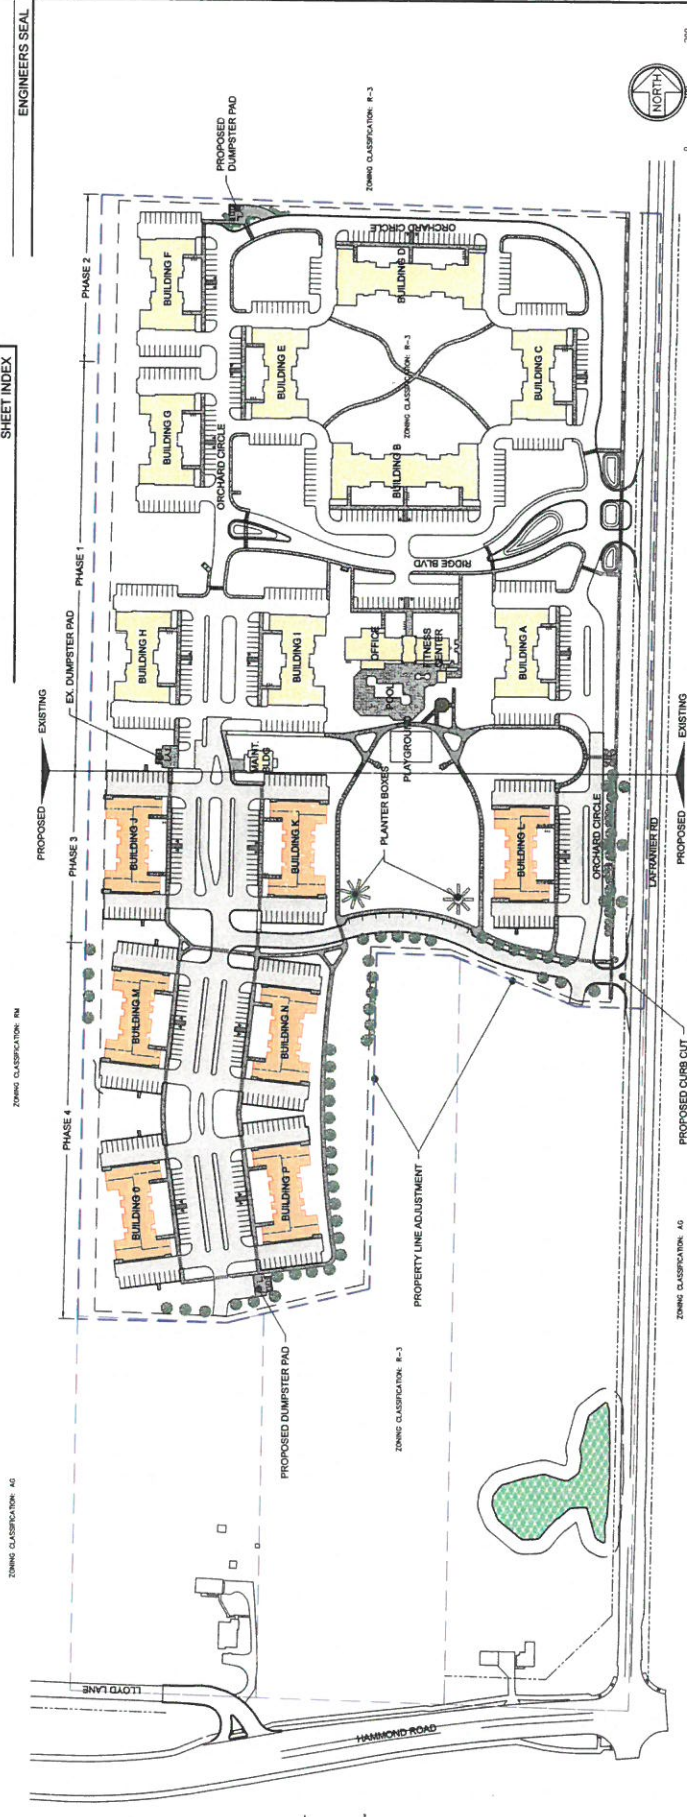 ENGINEERS SEAL
SHEET INDEX
NORTH
ZONING CLASSIFICATION: R-3
PROPOSED
DUMPSTER PAD
PHASE 2
PHASE 1
EX. DUMPSTER PAD
PROPOSED
EXISTING
PHASE 3
PHASE 4
ZONING CLASSIFICATION: RM
ZONING CLASSIFICATION: AG
BUILDING F
BUILDING G
BUILDING H
BUILDING J
BUILDING M
BUILDING O
ORCHARD CIRCLE
ORCHARD CIRCLE
BUILDING D
BUILDING E
BUILDING C
BUILDING B
ZONING CLASSIFICATION: R-3
RIDGE BLVD
BUILDING I
OFFICE
FITNESS
CENTER
POOL
BUILDING A
MAINT.
BLDG
PLAYGROUND
PLANTER BOXES
BUILDING K
BUILDING L
ORCHARD CIRCLE
LAFRANIER RD
BUILDING N
BUILDING P
PROPERTY LINE ADJUSTMENT
PROPOSED DUMPSTER PAD
ZONING CLASSIFICATION: R-3
PROPOSED
EXISTING
PROPOSED CURB CUT
ZONING CLASSIFICATION: AG
LLOYD LANE
HAMMOND ROAD